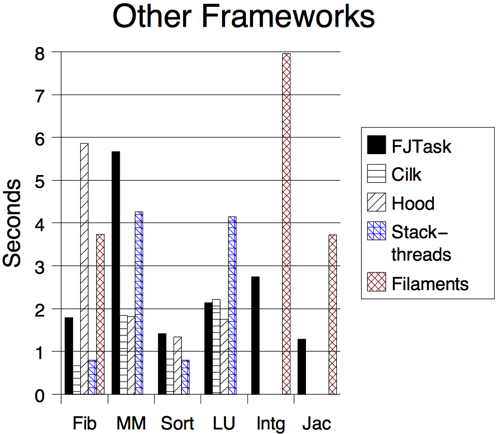 Other Frameworks
Seconds
8
7
6
5
4
3
2
1
0
Fib MM Sort LU Intg Jac
FJTask
Cilk
Hood
Stack–
threads
Filaments